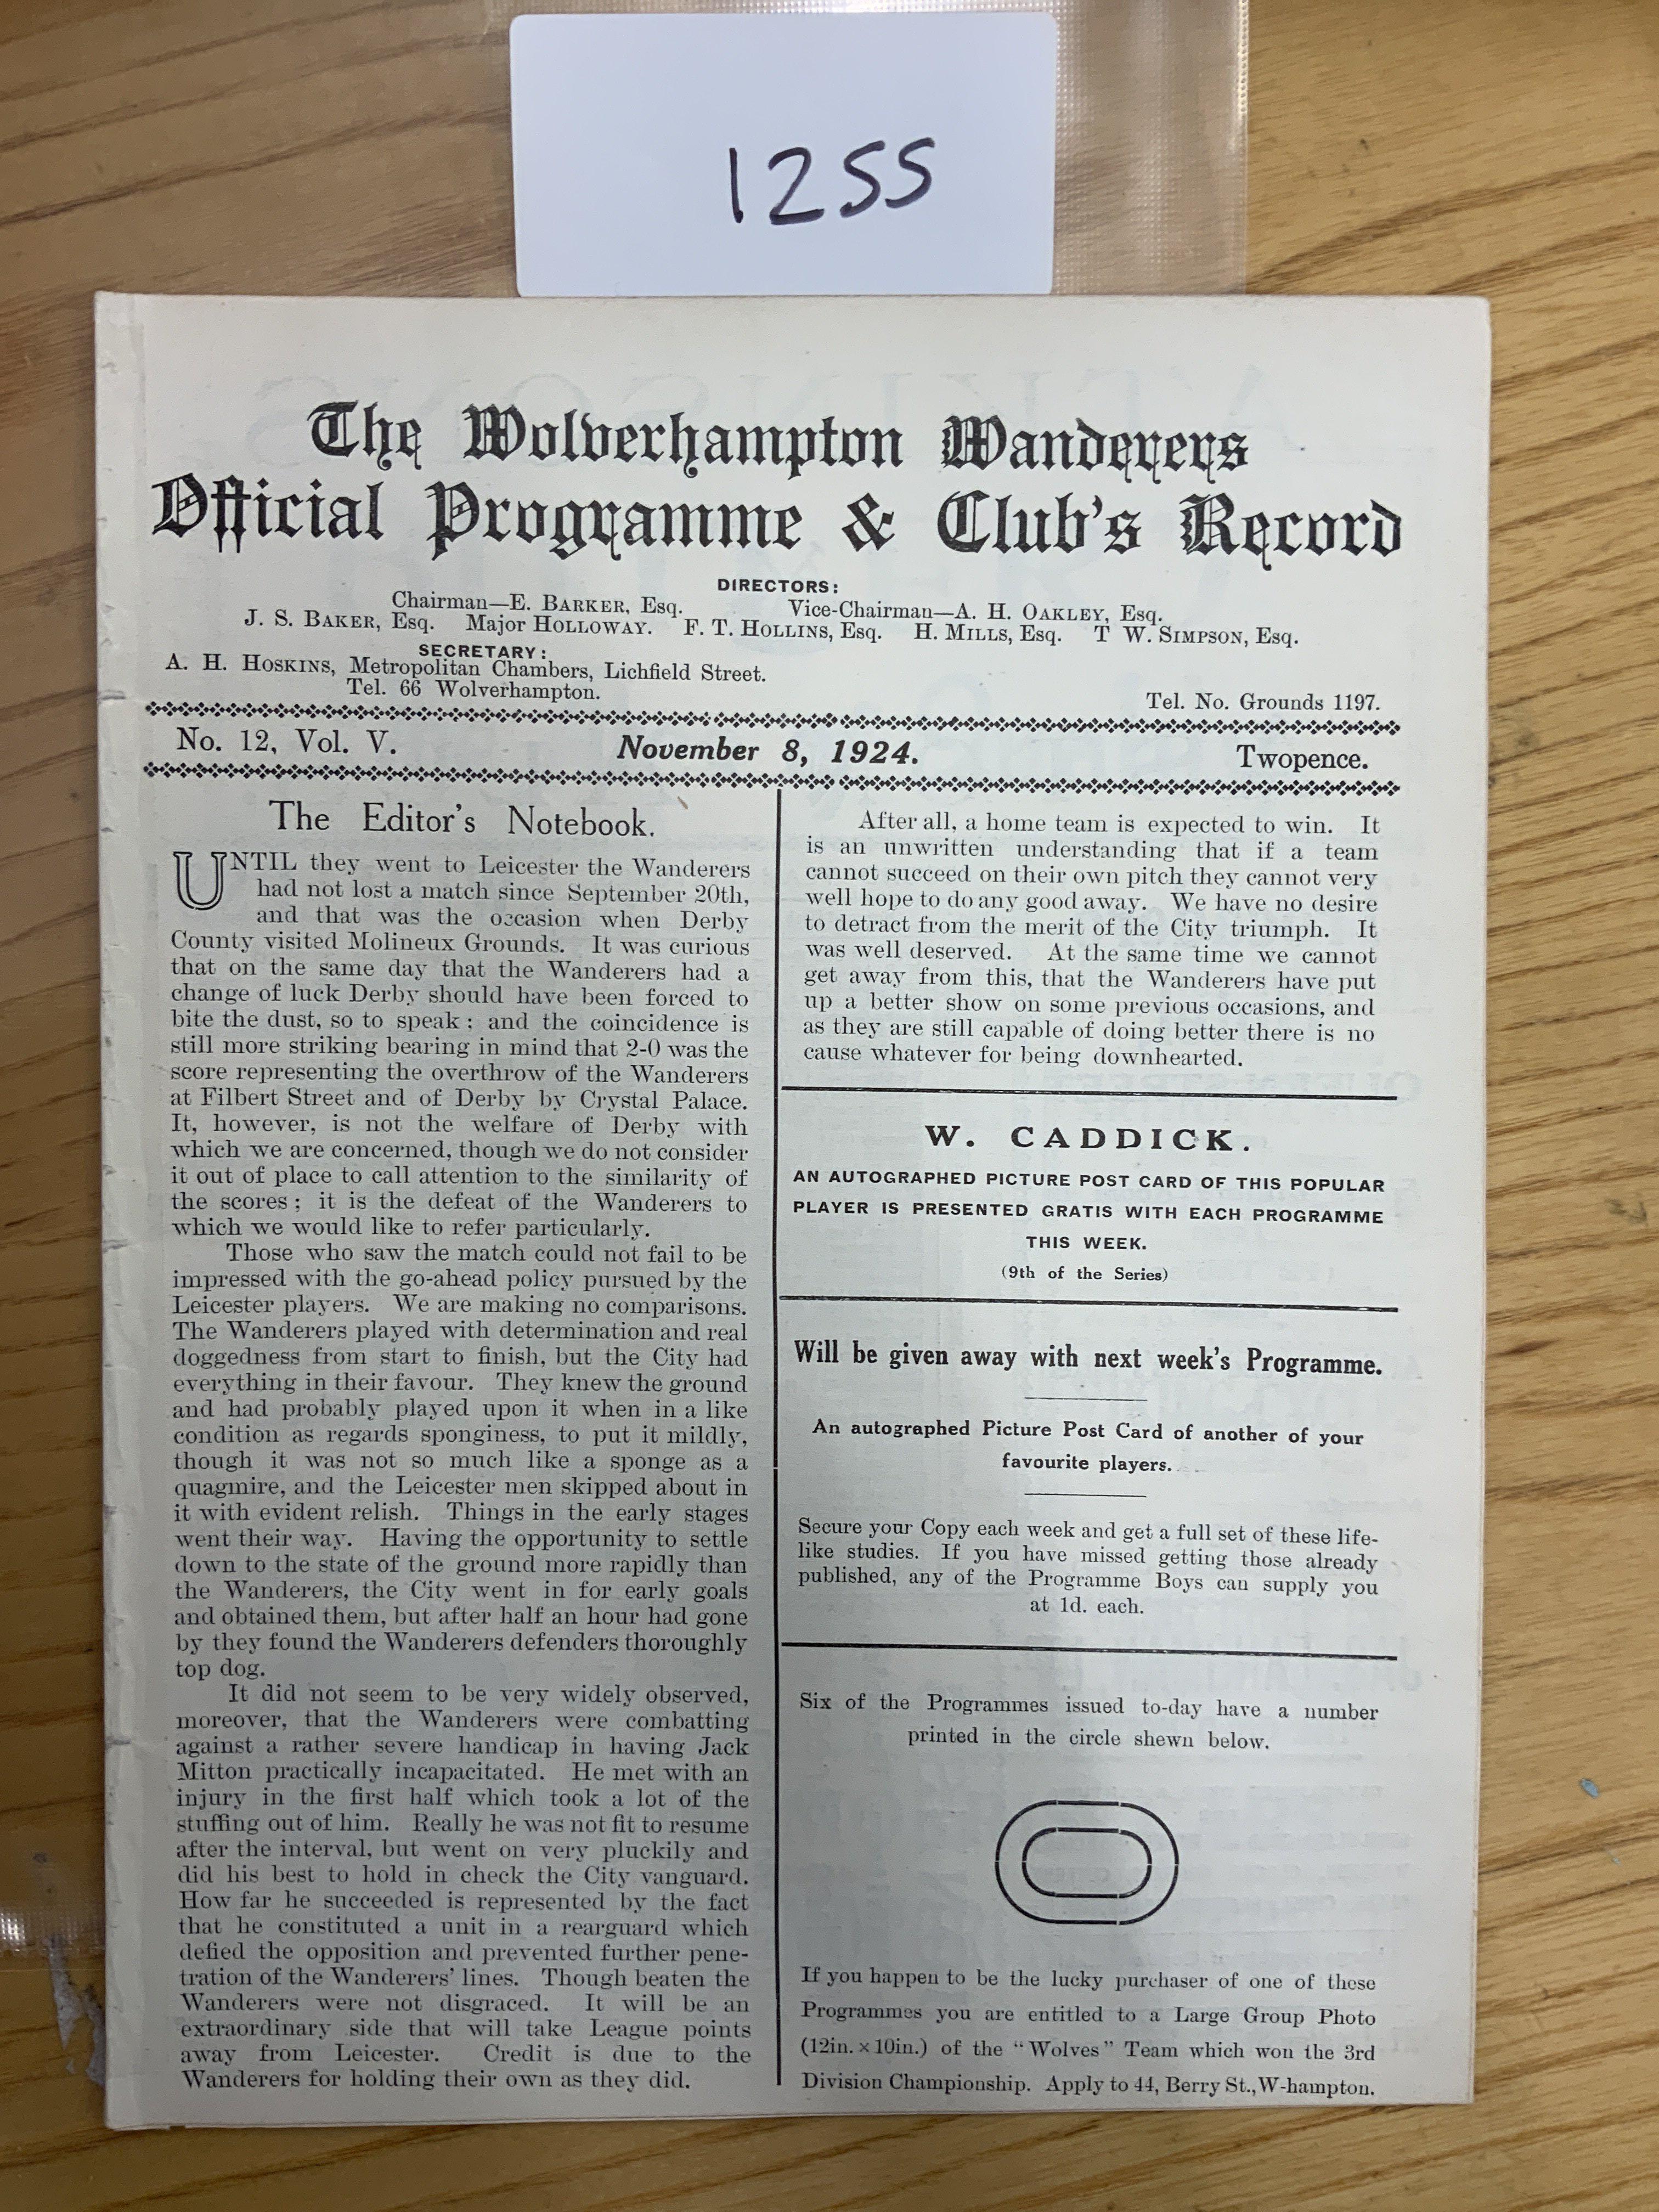 1255
The Wolverhampton Wanderers
Official Programme & Club's Record
DIRECTORS:
Chairman—E. BARKER, Esq. Vice-Chairman—A. H. OAKLEY, Esq.
J. S. BAKER, Esq. Major HOLLOWAY. F. T. HOLLINS, Esq. H. MILLS, Esq. T W. SIMPSON, Esq.
SECRETARY:
A. H. HOSKINS, Metropolitan Chambers, Lichfield Street.
Tel. 66 Wolverhampton.
Tel. No. Grounds 1197.
No. 12, Vol. V. November 8, 1924. Twopence.
The Editor's Notebook.
UNTIL they went to Leicester the Wanderers
had not lost a match since September 20th,
and that was the occasion when Derby
County visited Molineux Grounds. It was curious
that on the same day that the Wanderers had a
change of luck Derby should have been forced to
bite the dust, so to speak; and the coincidence is
still more striking bearing in mind that 2-0 was the
score representing the overthrow of the Wanderers
at Filbert Street and of Derby by Crystal Palace.
It, however, is not the welfare of Derby with
which we are concerned, though we do not consider
it out of place to call attention to the similarity of
the scores; it is the defeat of the Wanderers to
which we would like to refer particularly.
Those who saw the match could not fail to be
impressed with the go-ahead policy pursued by the
Leicester players. We are making no comparisons.
The Wanderers played with determination and real
doggedness from start to finish, but the City had
everything in their favour. They knew the ground
and had probably played upon it when in a like
condition as regards sponginess, to put it mildly,
though it was not so much like a sponge as a
quagmire, and the Leicester men skipped about in
it with evident relish. Things in the early stages
went their way. Having the opportunity to settle
down to the state of the ground more rapidly than
the Wanderers, the City went in for early goals
and obtained them, but after half an hour had gone
by they found the Wanderers defenders thoroughly
top dog.
It did not seem to be very widely observed,
moreover, that the Wanderers were combatting
against a rather severe handicap in having Jack
Mitton practically incapacitated. He met with an
injury in the first half which took a lot of the
stuffing out of him. Really he was not fit to resume
after the interval, but went on very pluckily and
did his best to hold in check the City vanguard.
How far he succeeded is represented by the fact
that he constituted a unit in a rearguard which
defied the opposition and prevented further pene-
tration of the Wanderers' lines. Though beaten the
Wanderers were not disgraced. It will be an
extraordinary side that will take League points
away from Leicester. Credit is due to the
Wanderers for holding their own as they did.
After all, a home team is expected to win. It
is an unwritten understanding that if a team
cannot succeed on their own pitch they cannot very
well hope to do any good away. We have no desire
to detract from the merit of the City triumph. It
was well deserved. At the same time we cannot
get away from this, that the Wanderers have put
up a better show on some previous occasions, and
as they are still capable of doing better there is no
cause whatever for being downhearted.
W. CADDICK.
AN AUTOGRAPHED PICTURE POST CARD OF THIS POPULAR
PLAYER IS PRESENTED GRATIS WITH EACH PROGRAMME
THIS WEEK.
(9th of the Series)
Will be given away with next week's Programme.
An autographed Picture Post Card of another of your
favourite players.
Secure your Copy each week and get a full set of these life-
like studies. If you have missed getting those already
published, any of the Programme Boys can supply you
at 1d. each.
Six of the Programmes issued to-day have a number
printed in the circle shewn below.
If you happen to be the lucky purchaser of one of these
Programmes you are entitled to a Large Group Photo
(12in. × 10in.) of the "Wolves" Team which won the 3rd
Division Championship. Apply to 44, Berry St., W-hampton.